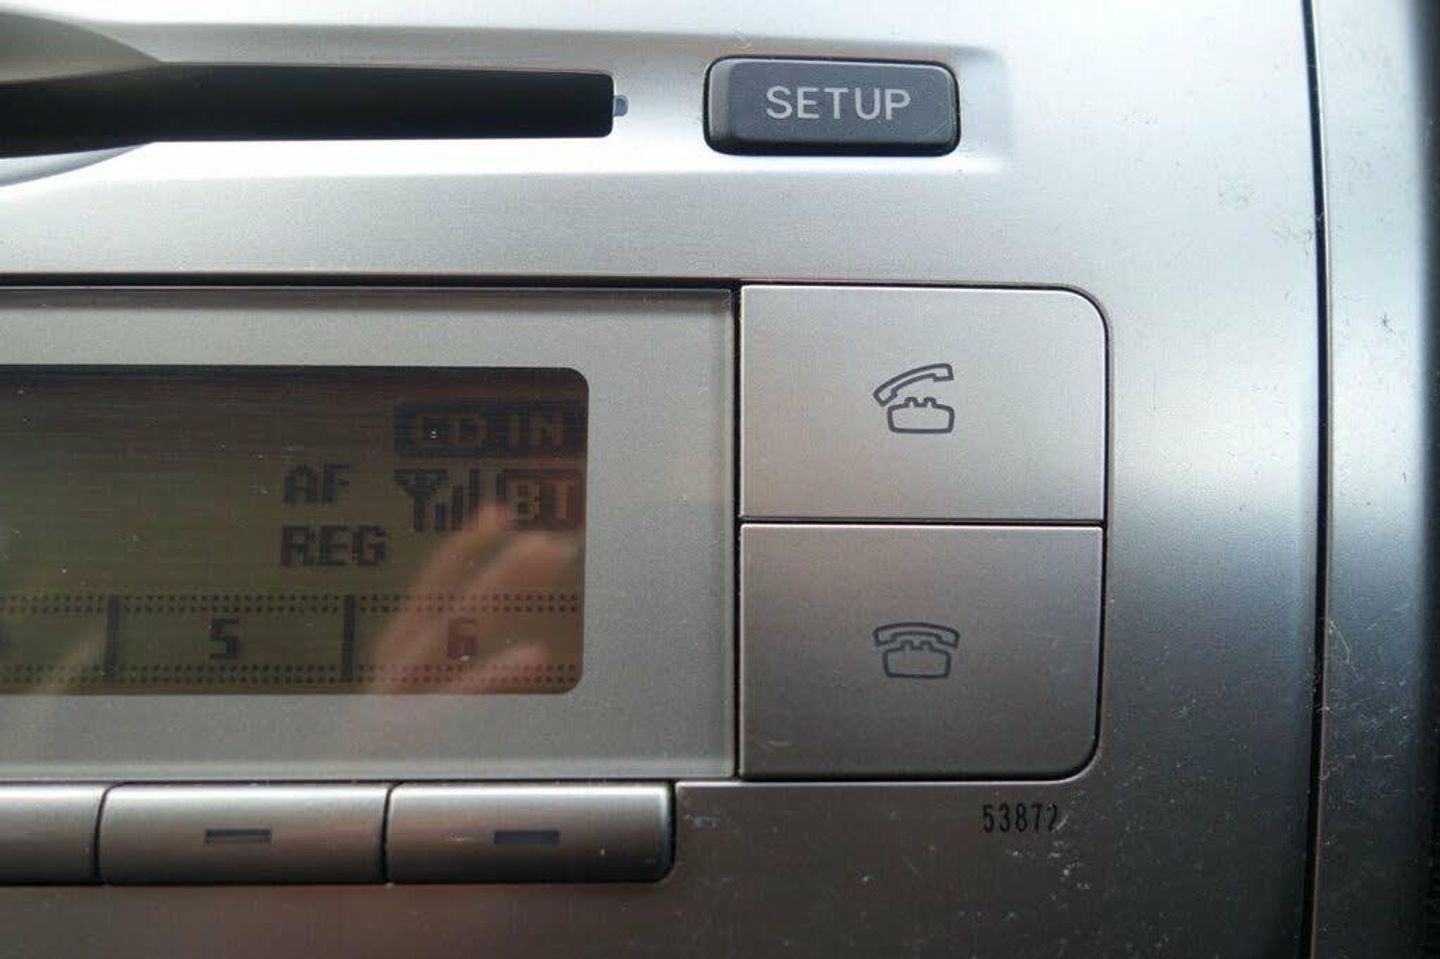 SETUP
CD IN
AF
BT
REG
5
6
53872